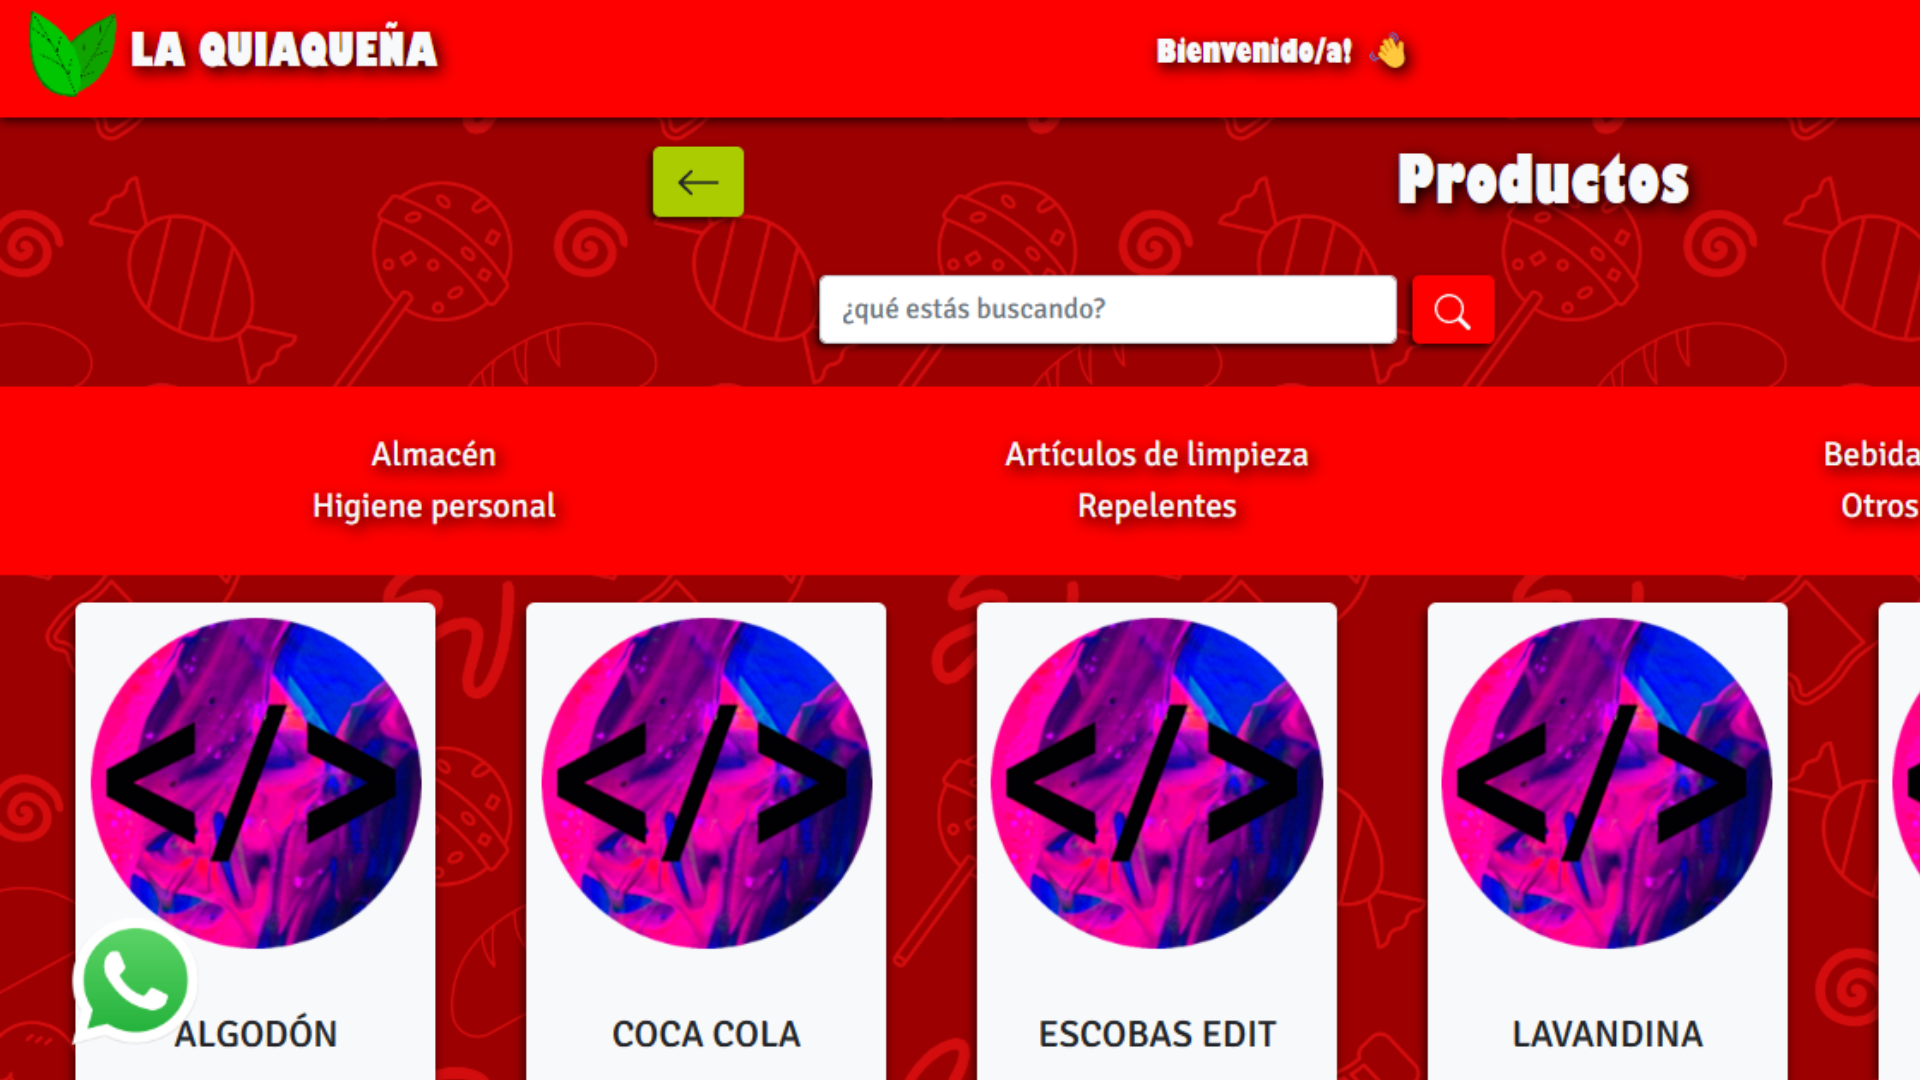 LA QUIAQUEÑA
Bienvenido/a! 👋
Productos
¿qué estás buscando?
Almacén
Artículos de limpieza
Bebida
Higiene personal
Repelentes
Otros
</>
</>
</>
</>
ALGODÓN
COCA COLA
ESCOBAS EDIT
LAVANDINA